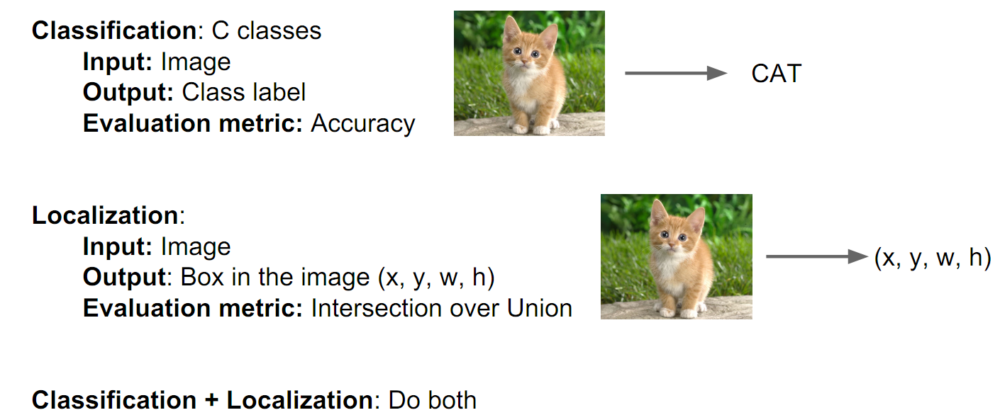 Classification: C classes
Input: Image
Output: Class label
Evaluation metric: Accuracy
CAT
Localization:
Input: Image
Output: Box in the image (x, y, w, h)
Evaluation metric: Intersection over Union
(x, y, w, h)
Classification + Localization: Do both